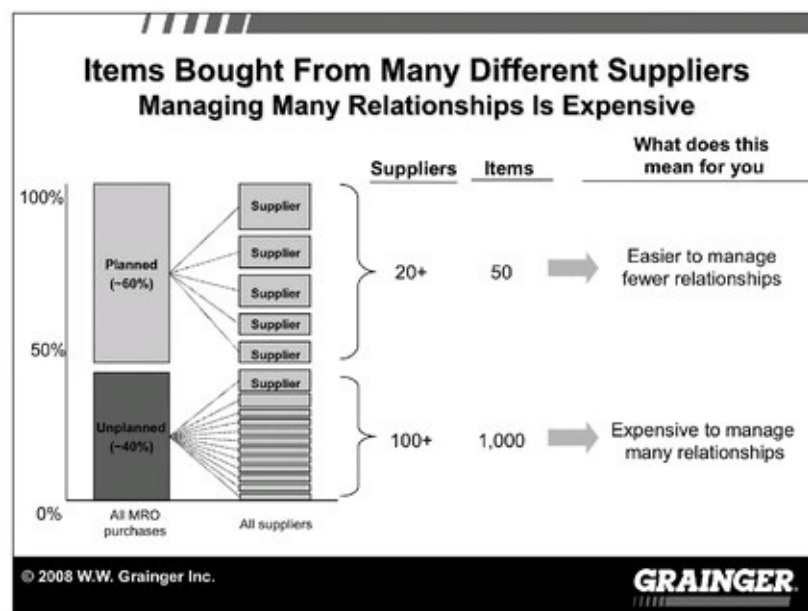 Items Bought From Many Different Suppliers
Managing Many Relationships Is Expensive
Suppliers
Items
What does this
mean for you
100%
50%
0%
Planned
(~60%)
Unplanned
(~40%)
Supplier
Supplier
Supplier
Supplier
Supplier
Supplier
20+
50
Easier to manage
fewer relationships
100+
1,000
Expensive to manage
many relationships
All MRO
purchases
All suppliers
© 2008 W.W. Grainger Inc.
GRAINGER